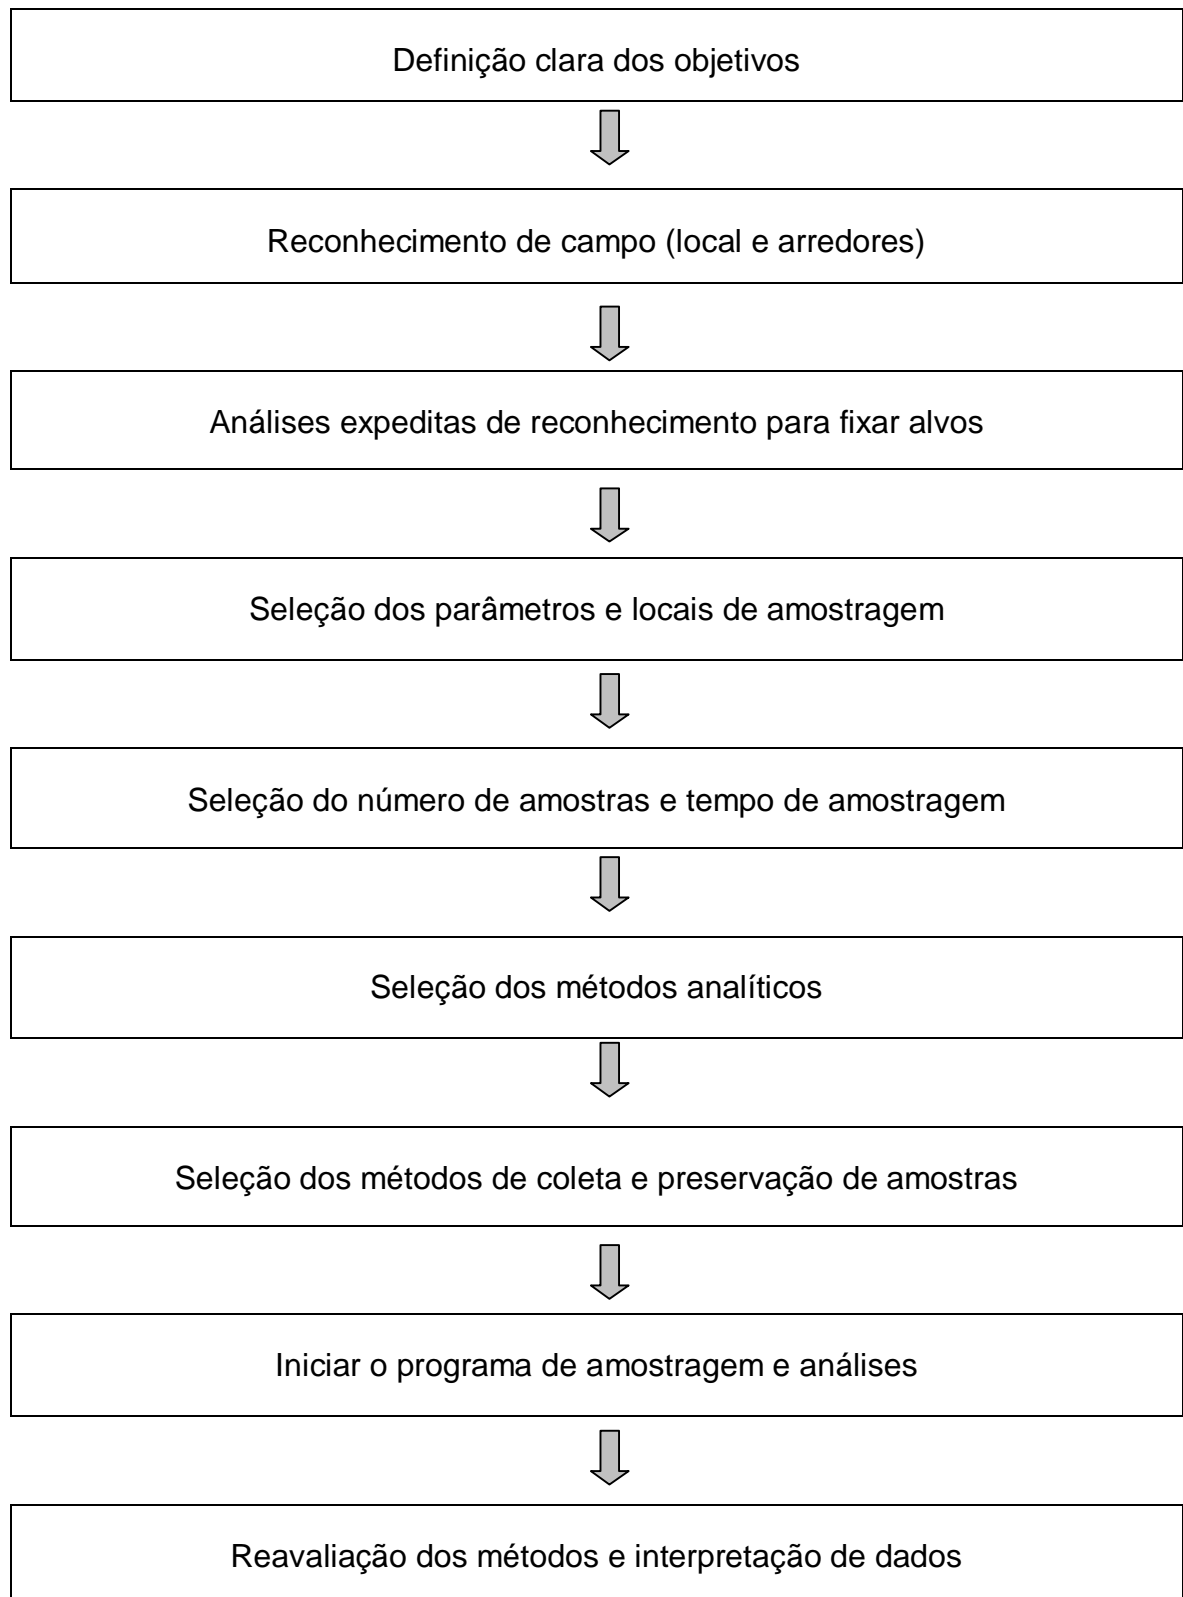 Definição clara dos objetivos
Reconhecimento de campo (local e arredores)
Análises expeditas de reconhecimento para fixar alvos
Seleção dos parâmetros e locais de amostragem
Seleção do número de amostras e tempo de amostragem
Seleção dos métodos analíticos
Seleção dos métodos de coleta e preservação de amostras
Iniciar o programa de amostragem e análises
Reavaliação dos métodos e interpretação de dados